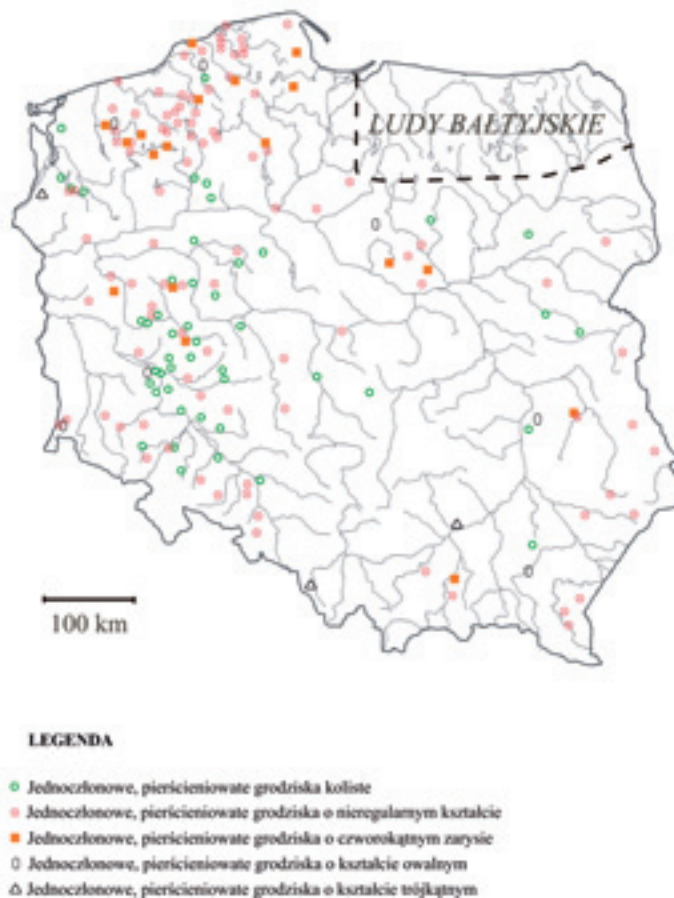 LUDY BAŁTYJSKIE
100 km
LEGENDA
Jednoczłonowe, pierścieniowate grodziska koliste
Jednoczłonowe, pierścieniowate grodziska o nieregularnym kształcie
Jednoczłonowe, pierścieniowate grodziska o czworokątnym zarysie
Jednoczłonowe, pierścieniowate grodziska o kształcie owalnym
Jednoczłonowe, pierścieniowate grodziska o kształcie trójkątnym